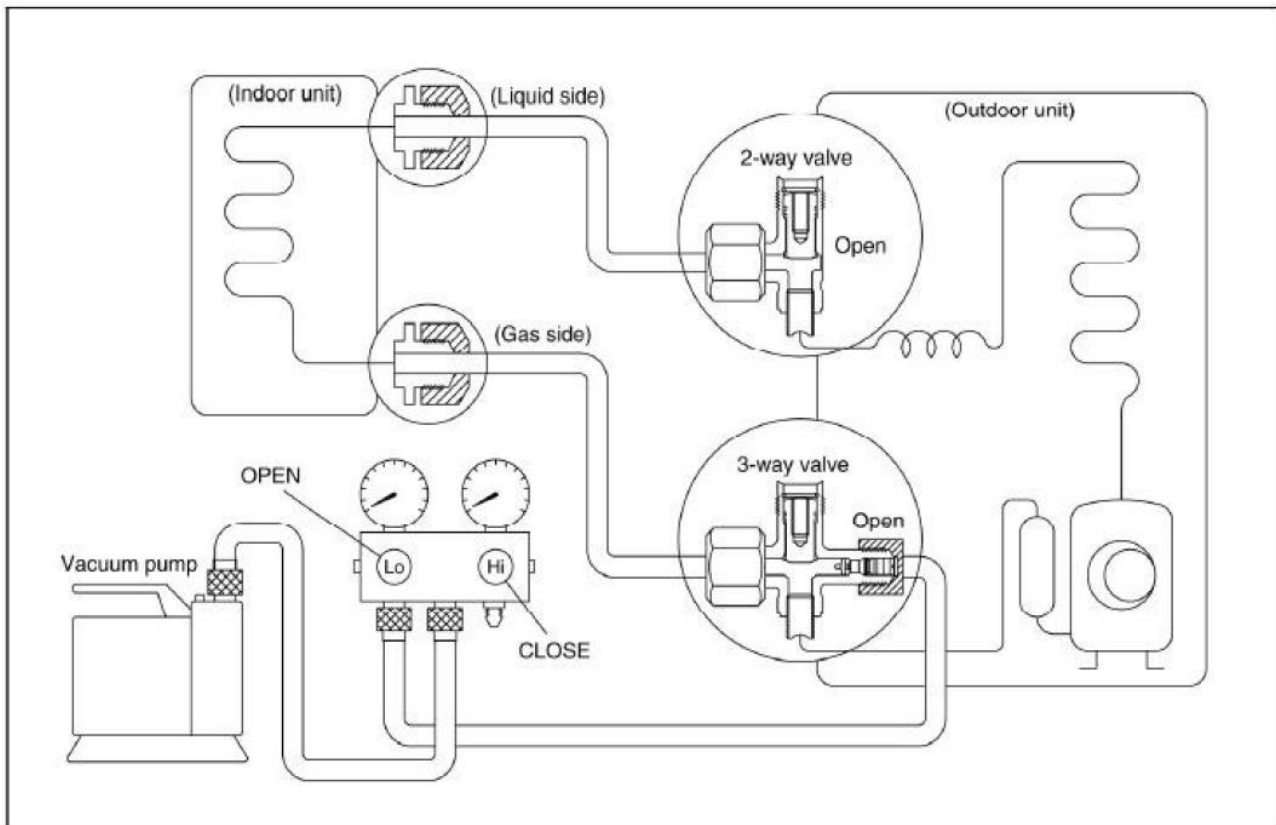 (Indoor unit)
(Liquid side)
(Outdoor unit)
2-way valve
Open
(Gas side)
3-way valve
OPEN
Open
Vacuum pump
Lo
Hi
CLOSE